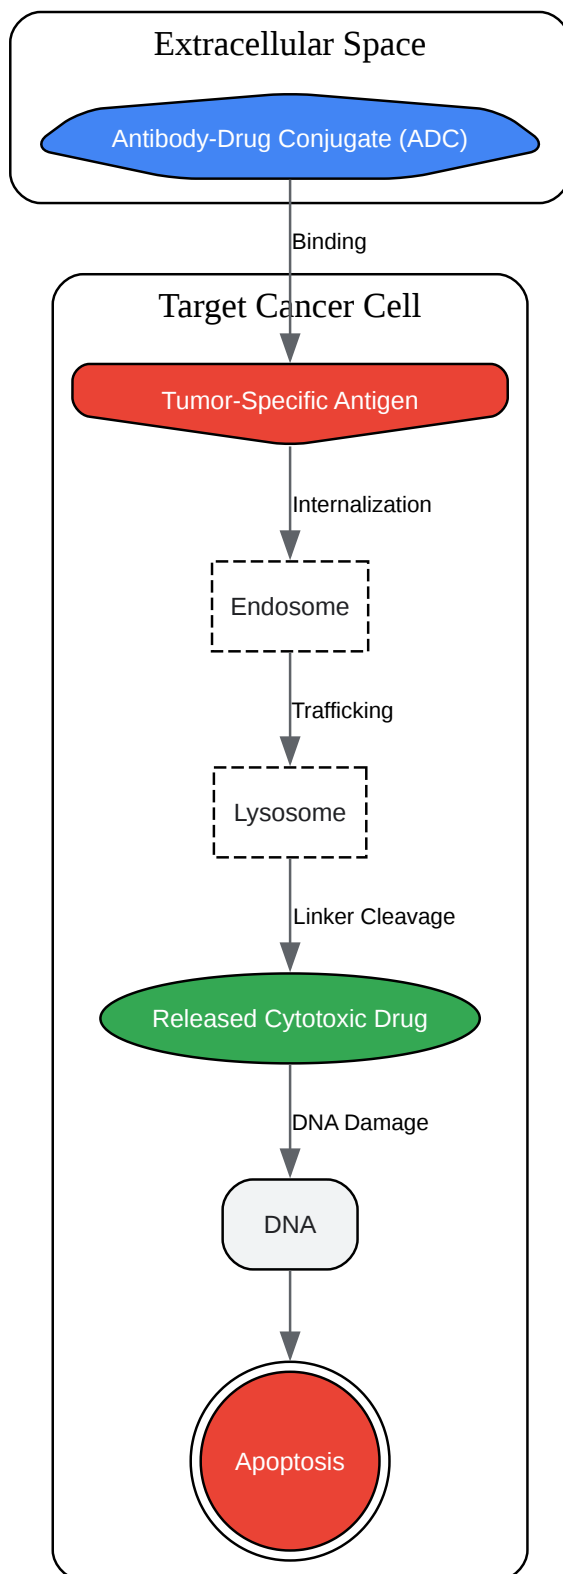 Extracellular Space
Antibody-Drug Conjugate (ADC)
Binding
Target Cancer Cell
Tumor-Specific Antigen
Internalization
Endosome
Trafficking
Lysosome
Linker Cleavage
Released Cytotoxic Drug
DNA Damage
DNA
Apoptosis